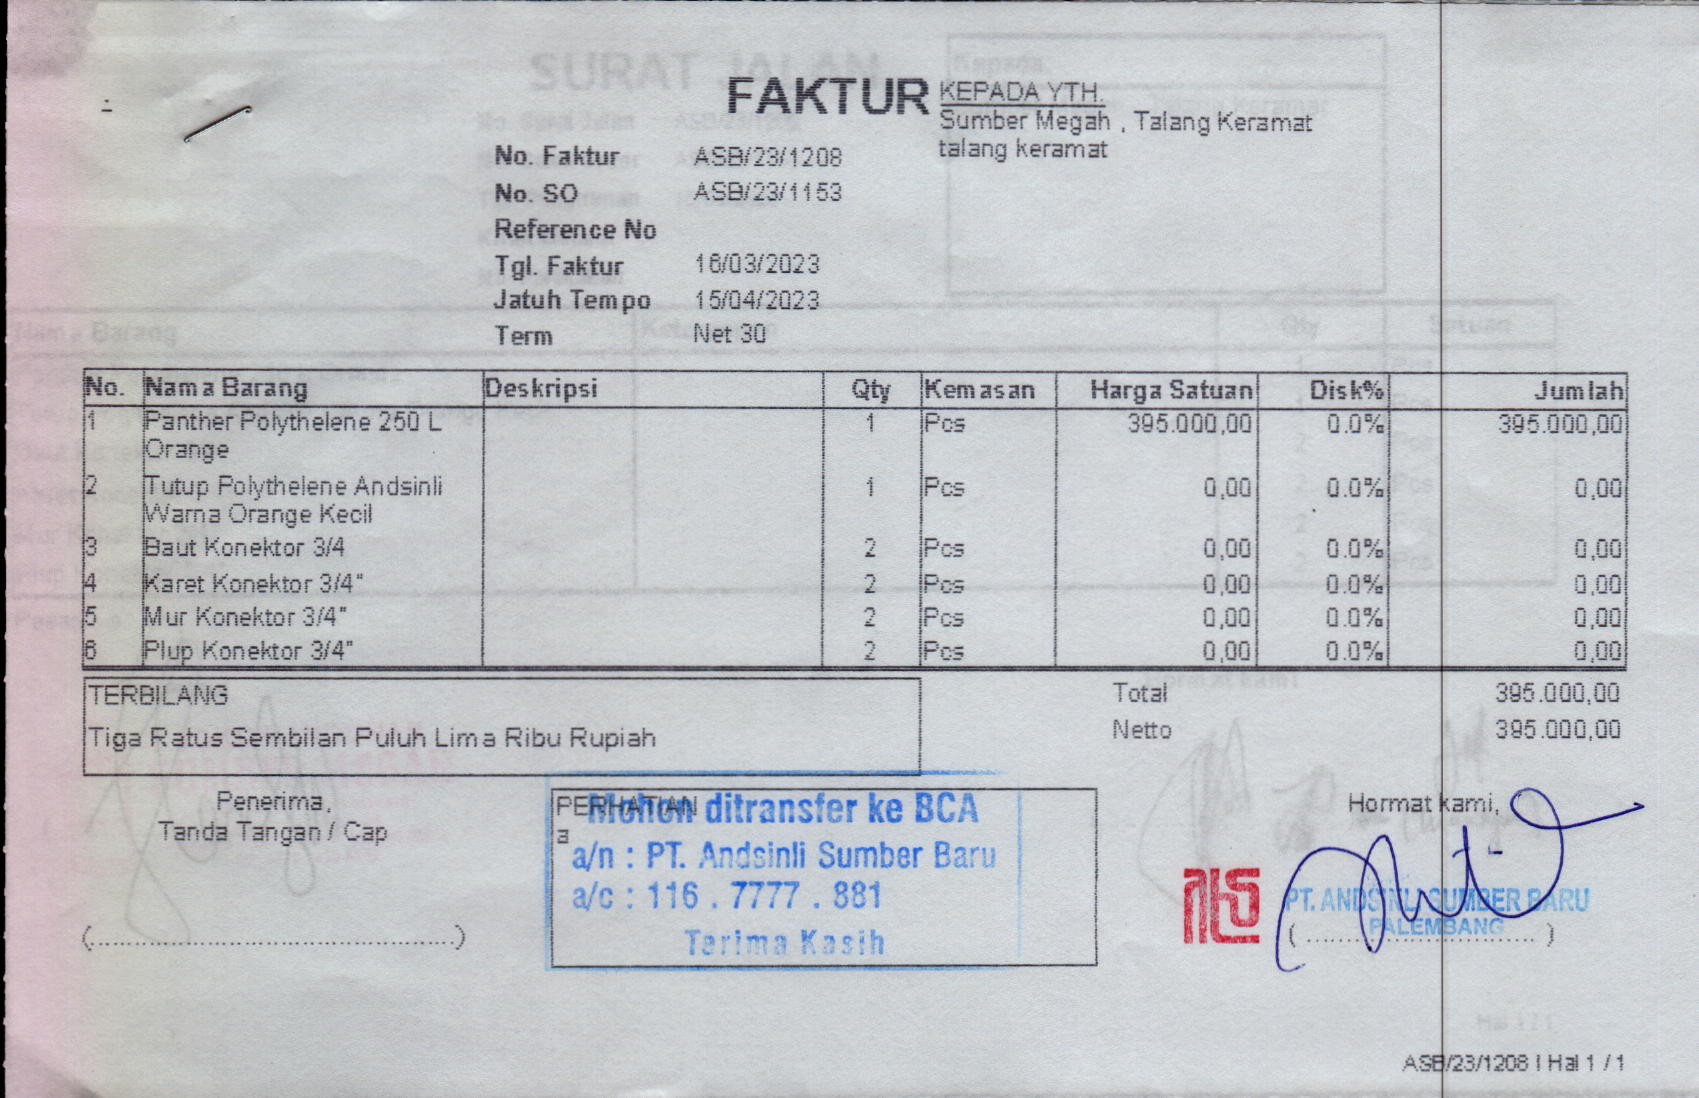 FAKTUR
KEPADA YTH.
Sumber Megah , Talang Keramat
talang keramat
No. Faktur ASB/23/1208
No. SO ASB/23/1153
Reference No
Tgl. Faktur 16/03/2023
Jatuh Tempo 15/04/2023
Term Net 30
No. Nama Barang Deskripsi Qty Kemasan Harga Satuan Disk% Jumlah
1 Panther Polythelene 250 L 1 Pcs 395.000,00 0.0% 395.000,00
Orange
2 Tutup Polythelene Andsinli 1 Pcs 0,00 0.0% 0,00
Warna Orange Kecil
3 Baut Konektor 3/4 2 Pcs 0,00 0.0% 0,00
4 Karet Konektor 3/4" 2 Pcs 0,00 0.0% 0,00
5 Mur Konektor 3/4" 2 Pcs 0,00 0.0% 0,00
6 Plup Konektor 3/4" 2 Pcs 0,00 0.0% 0,00
TERBILANG
Tiga Ratus Sembilan Puluh Lima Ribu Rupiah
Total 395.000,00
Netto 395.000,00
Penerima,
Tanda Tangan / Cap
(......................................................)
PERHATIAN
a
Mohon ditransfer ke BCA
a/n : PT. Andsinli Sumber Baru
a/c : 116 . 7777 . 881
Terima Kasih
Hormat kami,
PT. ANDSINLI SUMBER BARU
PALEMBANG
( .................................. )
ASB/23/1208 | Hal 1 / 1